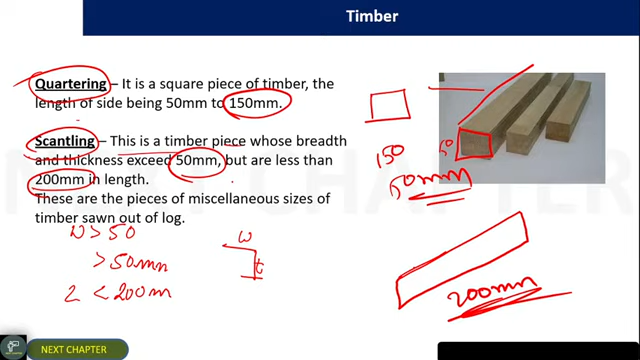 Timber
Quartering – It is a square piece of timber, the
length of side being 50mm to 150mm.
Scantling – This is a timber piece whose breadth
and thickness exceed 50mm, but are less than
200mm in length.
These are the pieces of miscellaneous sizes of
timber sawn out of log.
w > 50
> 50mm
2 < 200m
w
t
150
50
50mm
200mm
NEXT CHAPTER